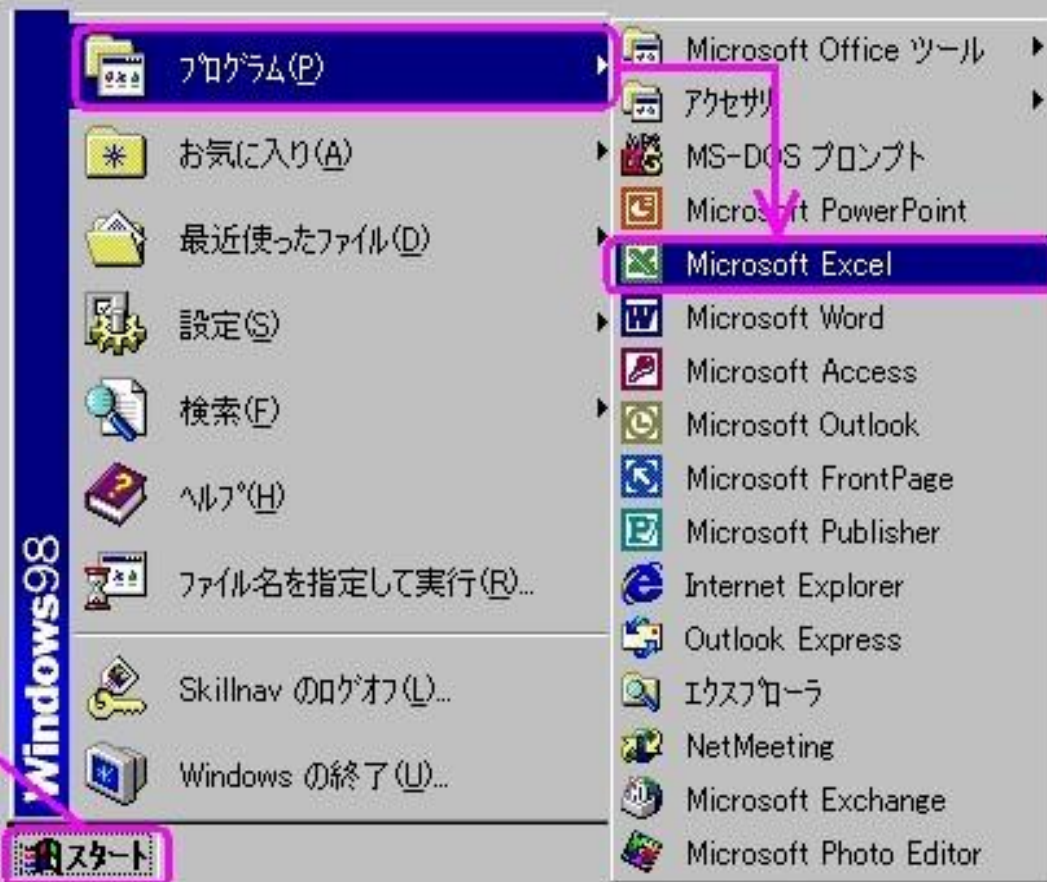 プログラム(P)
お気に入り(A)
最近使ったファイル(D)
設定(S)
検索(F)
ヘルプ(H)
ファイル名を指定して実行(R)...
Skillnav のログオフ(L)...
Windows の終了(U)...
Windows98
スタート
Microsoft Office ツール
アクセサリ
MS-DOS プロンプト
Microsoft PowerPoint
Microsoft Excel
Microsoft Word
Microsoft Access
Microsoft Outlook
Microsoft FrontPage
Microsoft Publisher
Internet Explorer
Outlook Express
エクスプローラ
NetMeeting
Microsoft Exchange
Microsoft Photo Editor